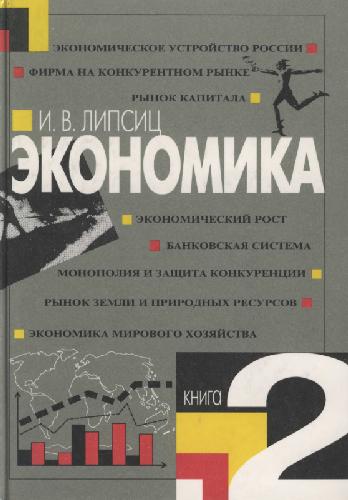 ЭКОНОМИЧЕСКОЕ УСТРОЙСТВО РОССИИ
ФИРМА НА КОНКУРЕНТНОМ РЫНКЕ
РЫНОК КАПИТАЛА
И. В. ЛИПСИЦ
ЭКОНОМИКА
ЭКОНОМИЧЕСКИЙ РОСТ
БАНКОВСКАЯ СИСТЕМА
МОНОПОЛИЯ И ЗАЩИТА КОНКУРЕНЦИИ
РЫНОК ЗЕМЛИ И ПРИРОДНЫХ РЕСУРСОВ
ЭКОНОМИКА МИРОВОГО ХОЗЯЙСТВА
КНИГА 2